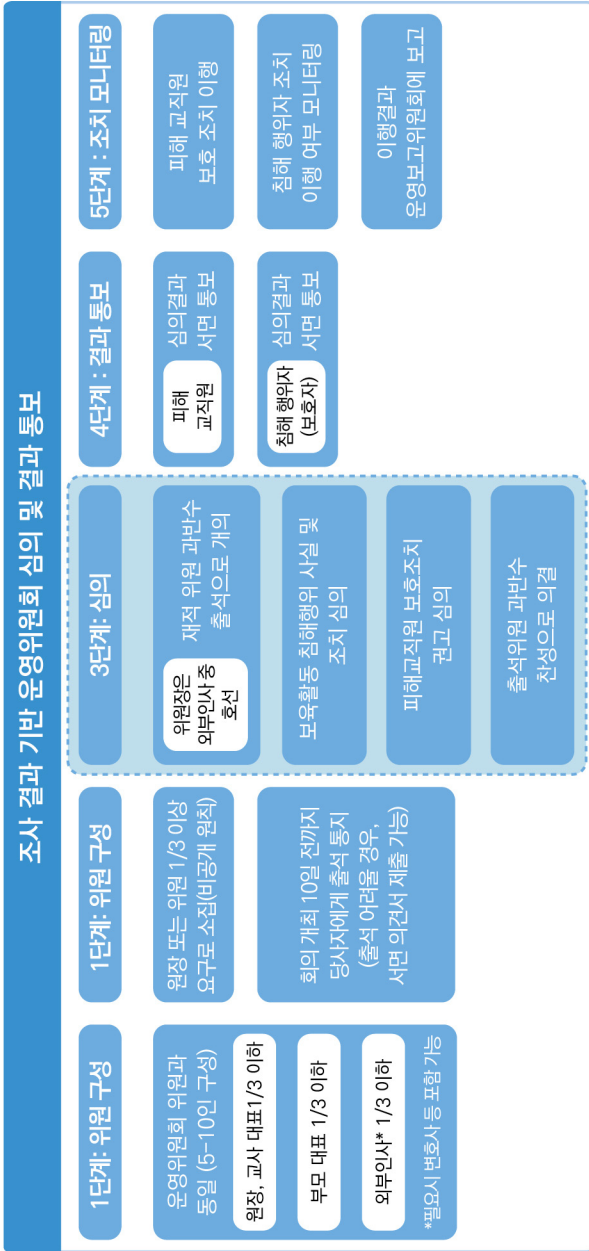 조사 결과 기반 운영위원회 심의 및 결과 통보
1단계: 위원 구성
운영위원회 위원과
동일 (5-10인 구성)
원장, 교사 대표1/3 이하
부모 대표 1/3 이하
외부인사* 1/3 이하
*필요시 변호사 등 포함 가능
1단계: 위원 구성
원장 또는 위원 1/3 이상
요구로 소집(비공개 원칙)
회의 개최 10일 전까지
당사자에게 출석 통지
(출석 어려울 경우,
서면 의견서 제출 가능)
3단계: 심의
위원장은
외부인사 중
호선
재적 위원 과반수
출석으로 개의
보육활동 침해행위 사실 및
조치 심의
피해교직원 보호조치
권고 심의
출석위원 과반수
찬성으로 의결
4단계 : 결과 통보
피해
교직원
심의결과
서면 통보
침해 행위자
(보호자)
심의결과
서면 통보
5단계 : 조치 모니터링
피해 교직원
보호 조치 이행
침해 행위자 조치
이행 여부 모니터링
이행결과
운영보고위원회에 보고